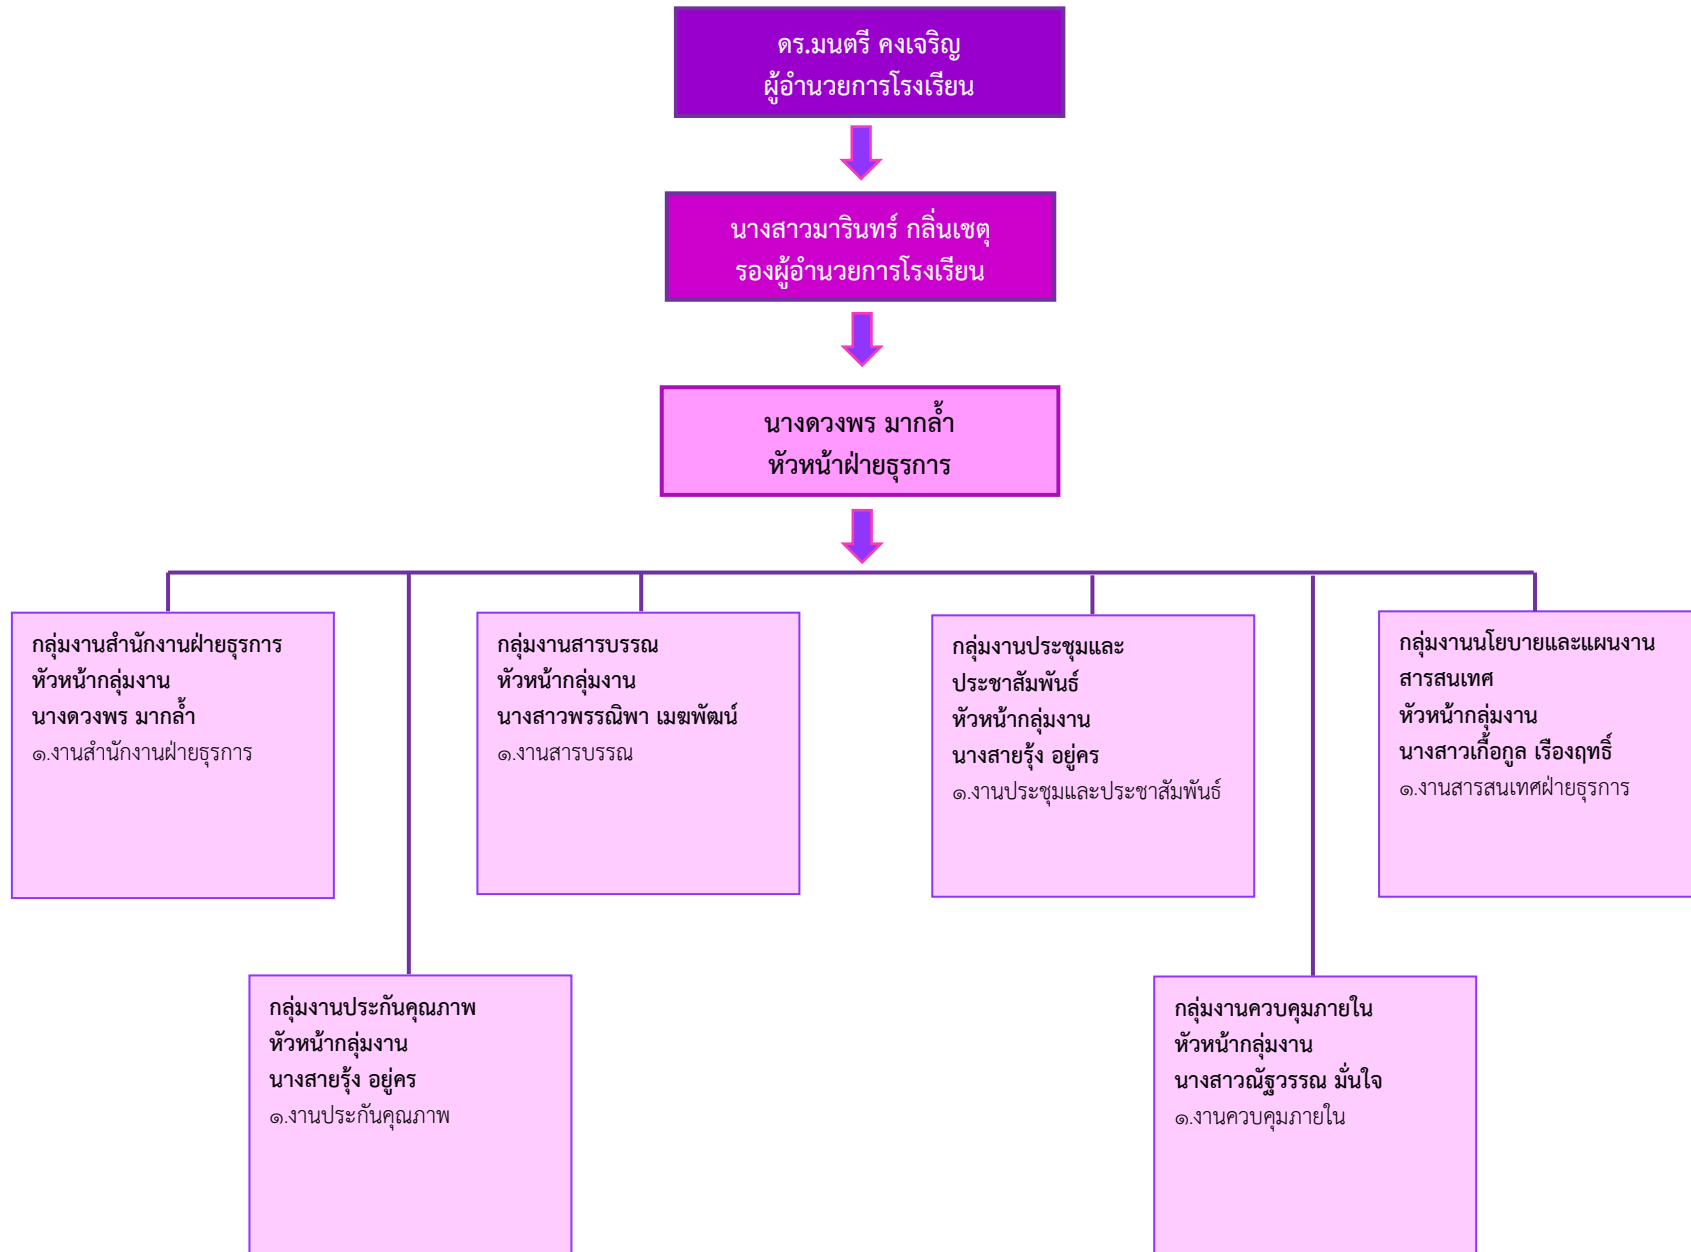 ดร.มนตรี คงเจริญ
ผู้อำนวยการโรงเรียน
นางสาวมารินทร์ กลิ่นเชตุ
รองผู้อำนวยการโรงเรียน
นางดวงพร มากล้ำ
หัวหน้าฝ่ายธุรการ
กลุ่มงานสำนักงานฝ่ายธุรการ
หัวหน้ากลุ่มงาน
นางดวงพร มากล้ำ
๑.งานสำนักงานฝ่ายธุรการ
กลุ่มงานสารบรรณ
หัวหน้ากลุ่มงาน
นางสาวพรรณิพา เมฆพัฒน์
๑.งานสารบรรณ
กลุ่มงานประชุมและ
ประชาสัมพันธ์
หัวหน้ากลุ่มงาน
นางสายรุ้ง อยู่คร
๑.งานประชุมและประชาสัมพันธ์
กลุ่มงานนโยบายและแผนงาน
สารสนเทศ
หัวหน้ากลุ่มงาน
นางสาวเกื้อกูล เรืองฤทธิ์
๑.งานสารสนเทศฝ่ายธุรการ
กลุ่มงานประกันคุณภาพ
หัวหน้ากลุ่มงาน
นางสายรุ้ง อยู่คร
๑.งานประกันคุณภาพ
กลุ่มงานควบคุมภายใน
หัวหน้ากลุ่มงาน
นางสาวณัฐวรรณ มั่นใจ
๑.งานควบคุมภายใน